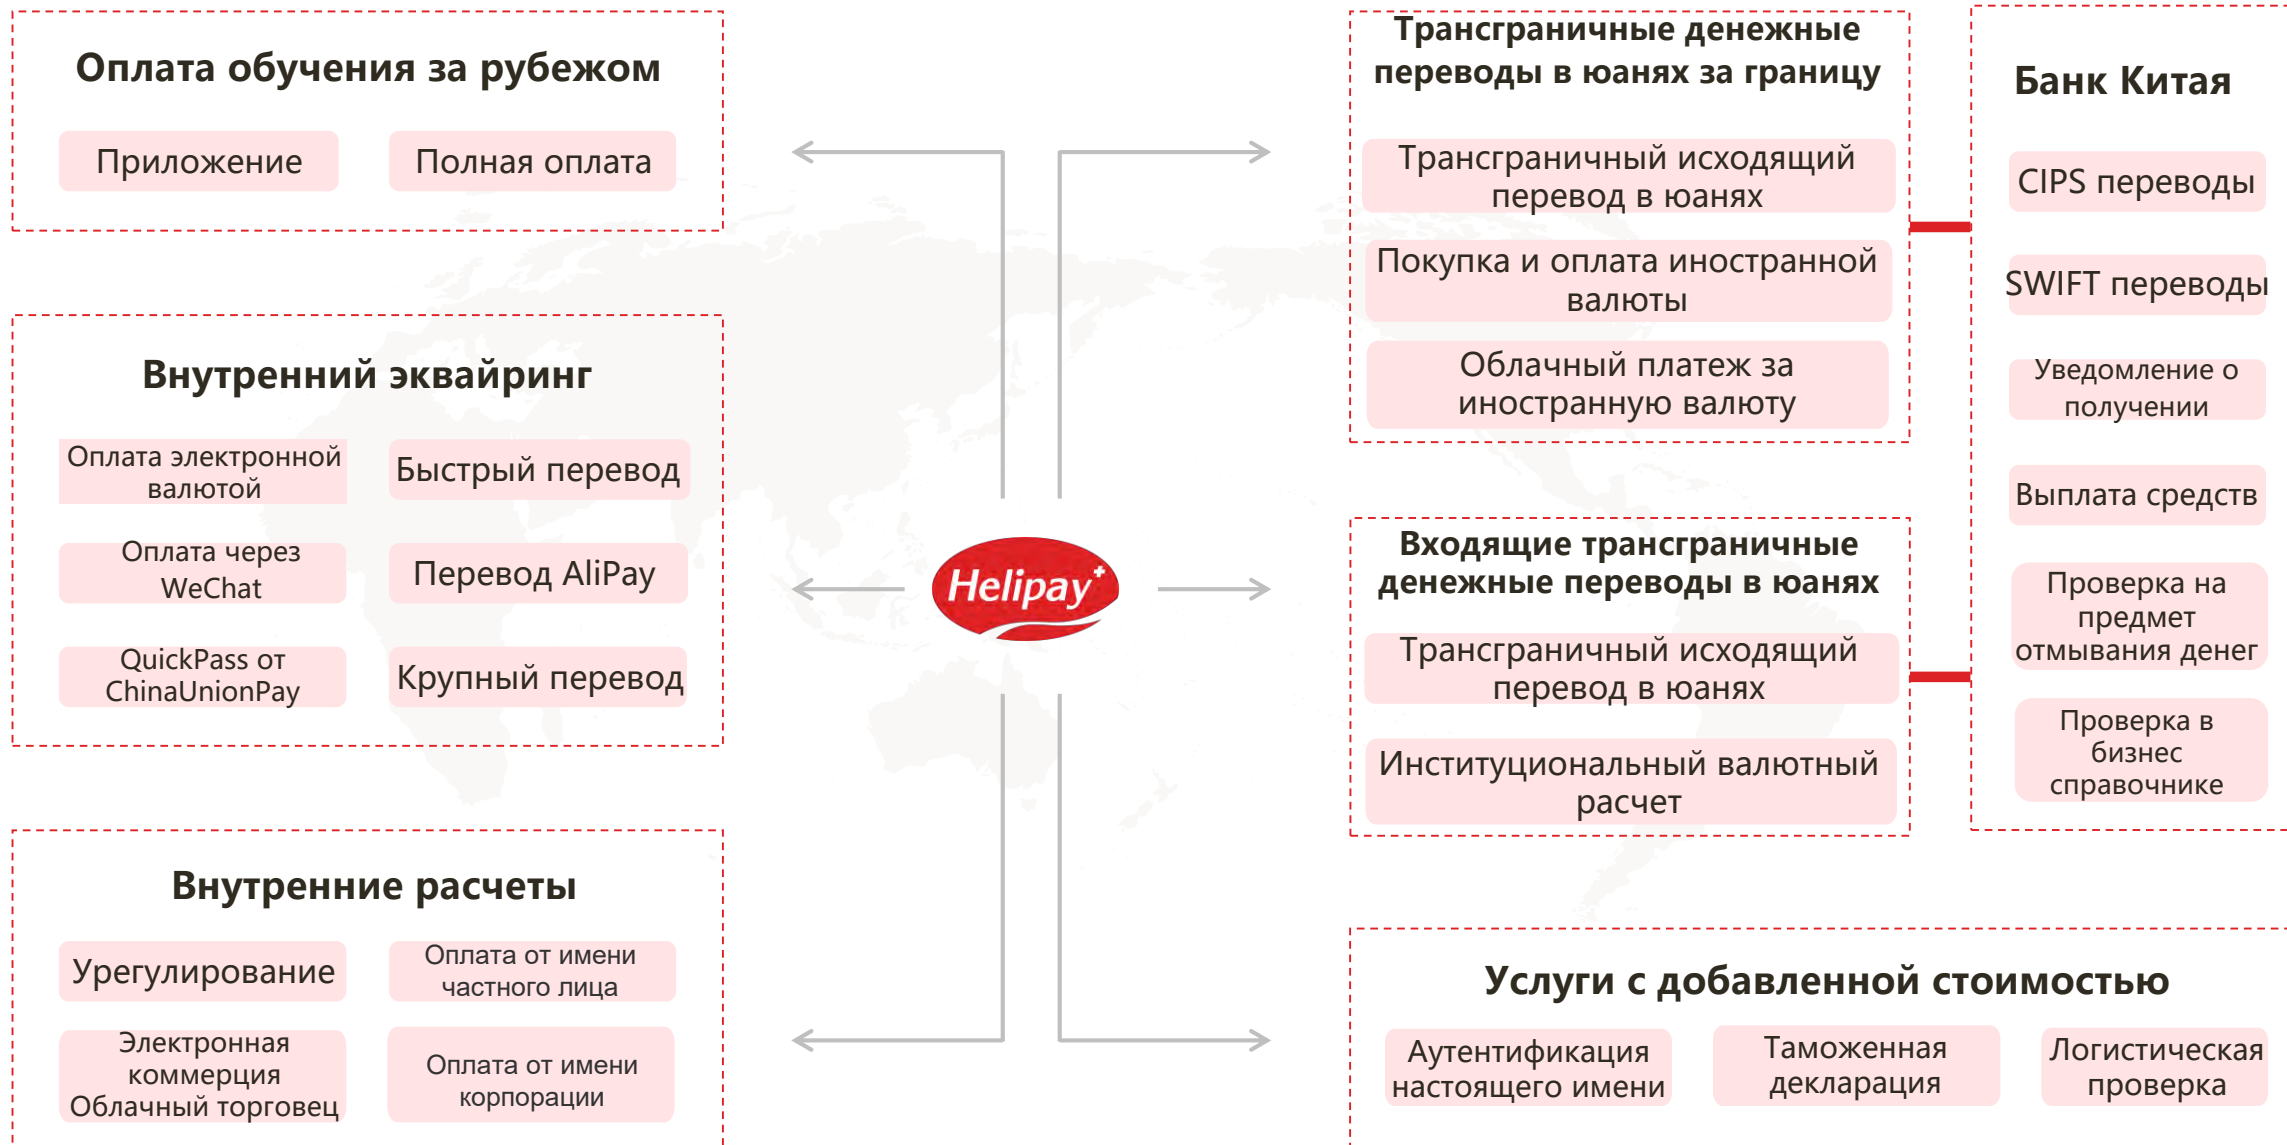 Оплата обучения за рубежом
Приложение
Полная оплата
Внутренний эквайринг
Оплата электронной
валютой
Быстрый перевод
Оплата через
WeChat
Перевод AliPay
QuickPass от
ChinaUnionPay
Крупный перевод
Внутренние расчеты
Урегулирование
Оплата от имени
частного лица
Электронная
коммерция
Облачный торговец
Оплата от имени
корпорации
Helipay+
Трансграничные денежные
переводы в юанях за границу
Трансграничный исходящий
перевод в юанях
Покупка и оплата иностранной
валюты
Облачный платеж за
иностранную валюту
Входящие трансграничные
денежные переводы в юанях
Трансграничный исходящий
перевод в юанях
Институциональный валютный
расчет
Банк Китая
CIPS переводы
SWIFT переводы
Уведомление о
получении
Выплата средств
Проверка на
предмет
отмывания денег
Проверка в
бизнес
справочнике
Услуги с добавленной стоимостью
Аутентификация
настоящего имени
Таможенная
декларация
Логистическая
проверка